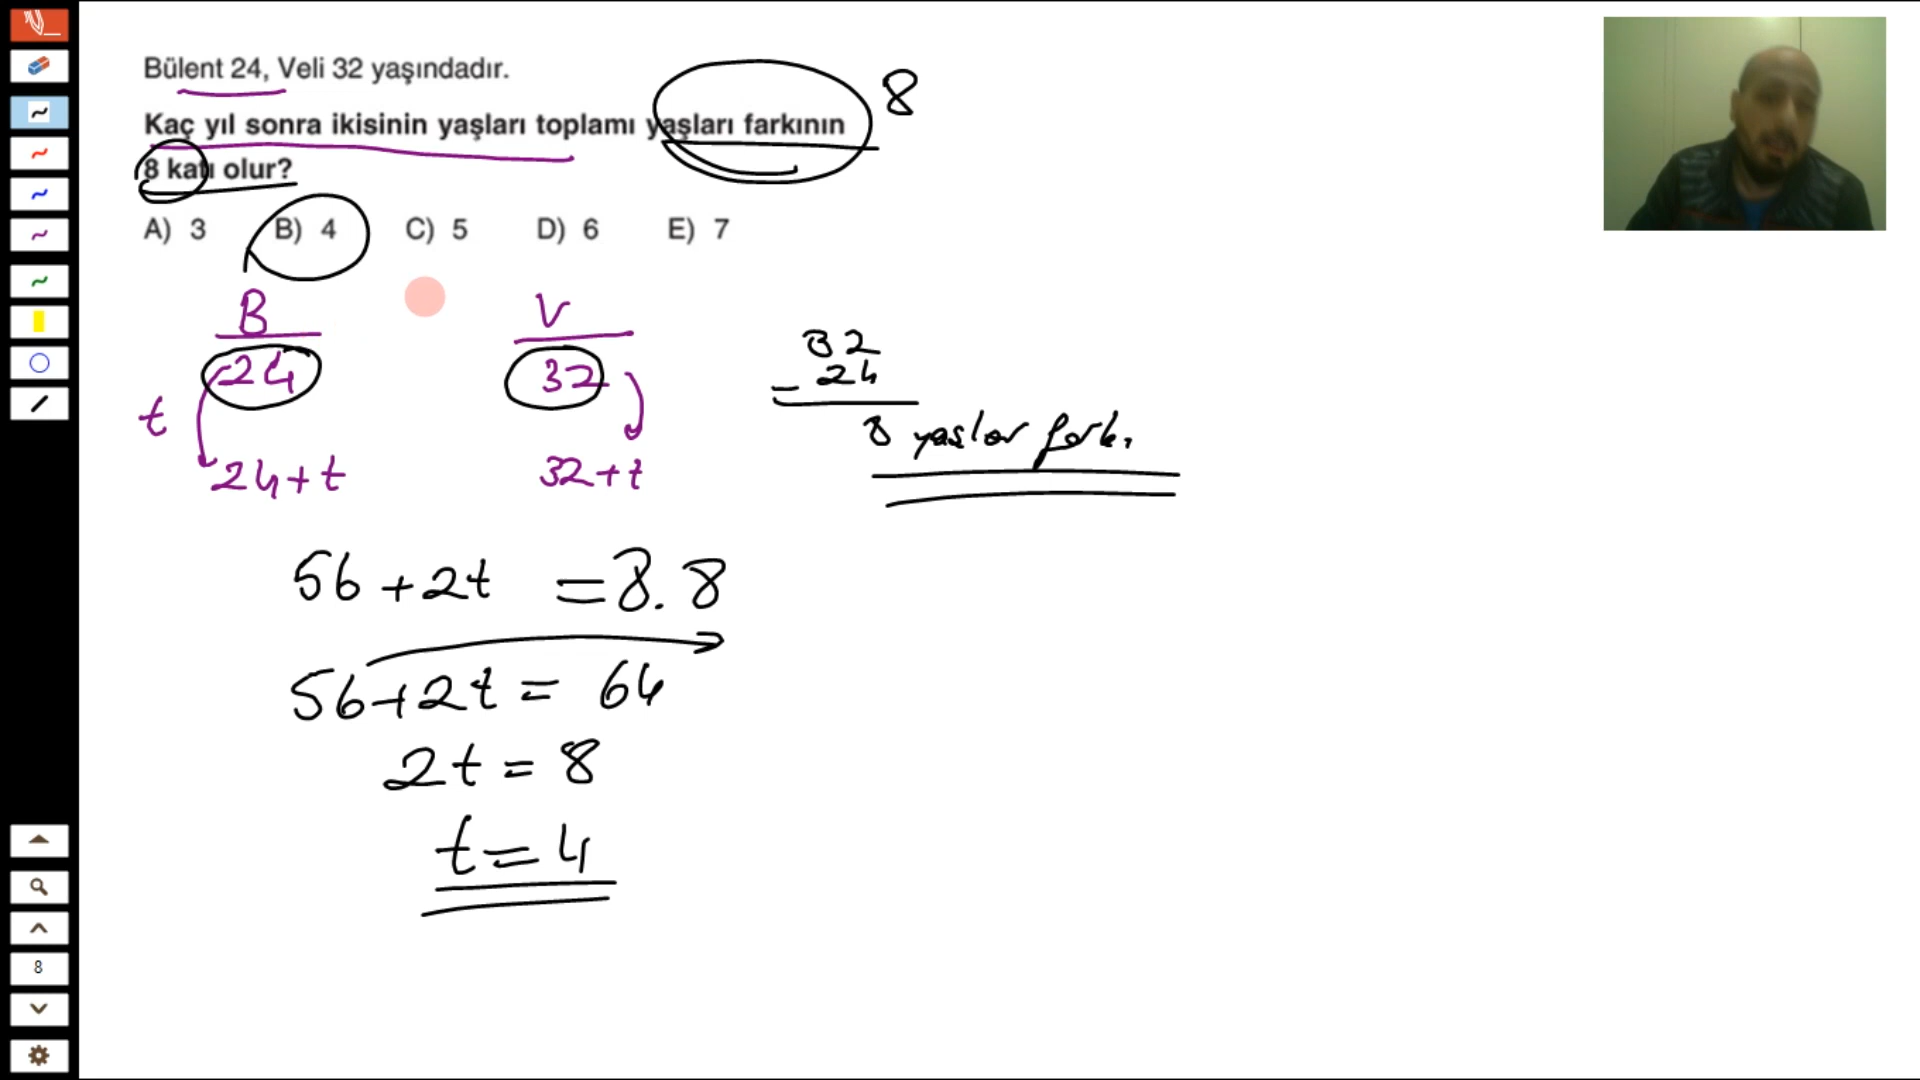 Bülent 24, Veli 32 yaşındadır.
8
Kaç yıl sonra ikisinin yaşları toplamı yaşları farkının
8 katı olur?
A) 3 B) 4 C) 5 D) 6 E) 7
B V
24 32
t
24+t 32+t
32
- 24
8 yaşlar farkı
56 +2t = 8.8
56+2t = 64
2t = 8
t = 4
8